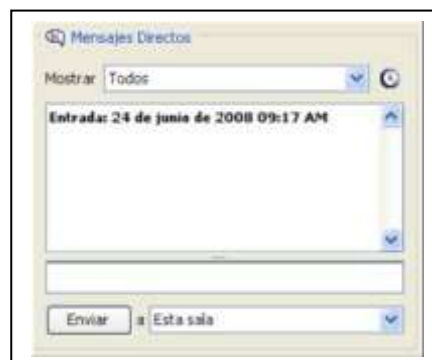 Mensajes Directos
Mostrar Todos
Entrada: 24 de junio de 2008 09:17 AM
Enviar a Esta sala